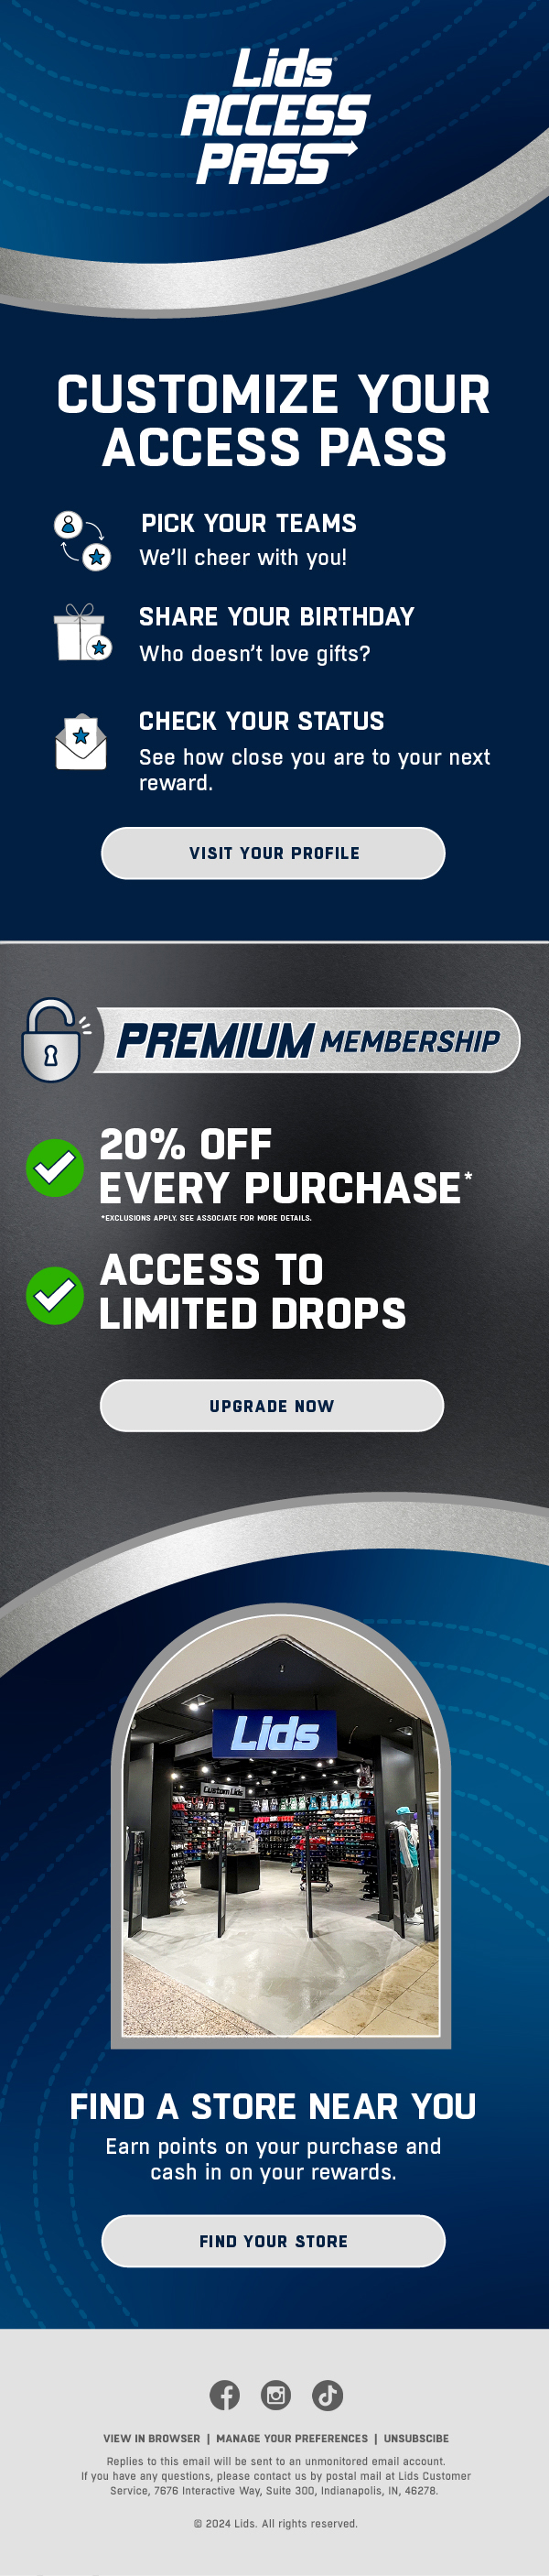 Lids
ACCESS
PASS
CUSTOMIZE YOUR
ACCESS PASS
PICK YOUR TEAMS
We'll cheer with you!
SHARE YOUR BIRTHDAY
Who doesn't love gifts?
CHECK YOUR STATUS
See how close you are to your next
reward.
VISIT YOUR PROFILE
PREMIUM MEMBERSHIP
20% OFF
EVERY PURCHASE*
*EXCLUSIONS APPLY. SEE ASSOCIATE FOR MORE DETAILS.
ACCESS TO
LIMITED DROPS
UPGRADE NOW
Lids
Custom Lids
FIND A STORE NEAR YOU
Earn points on your purchase and
cash in on your rewards.
FIND YOUR STORE
VIEW IN BROWSER | MANAGE YOUR PREFERENCES | UNSUBSCIBE
Replies to this email will be sent to an unmonitored email account.
If you have any questions, please contact us by postal mail at Lids Customer
Service, 7676 Interactive Way, Suite 300, Indianapolis, IN, 46278.
© 2024 Lids. All rights reserved.